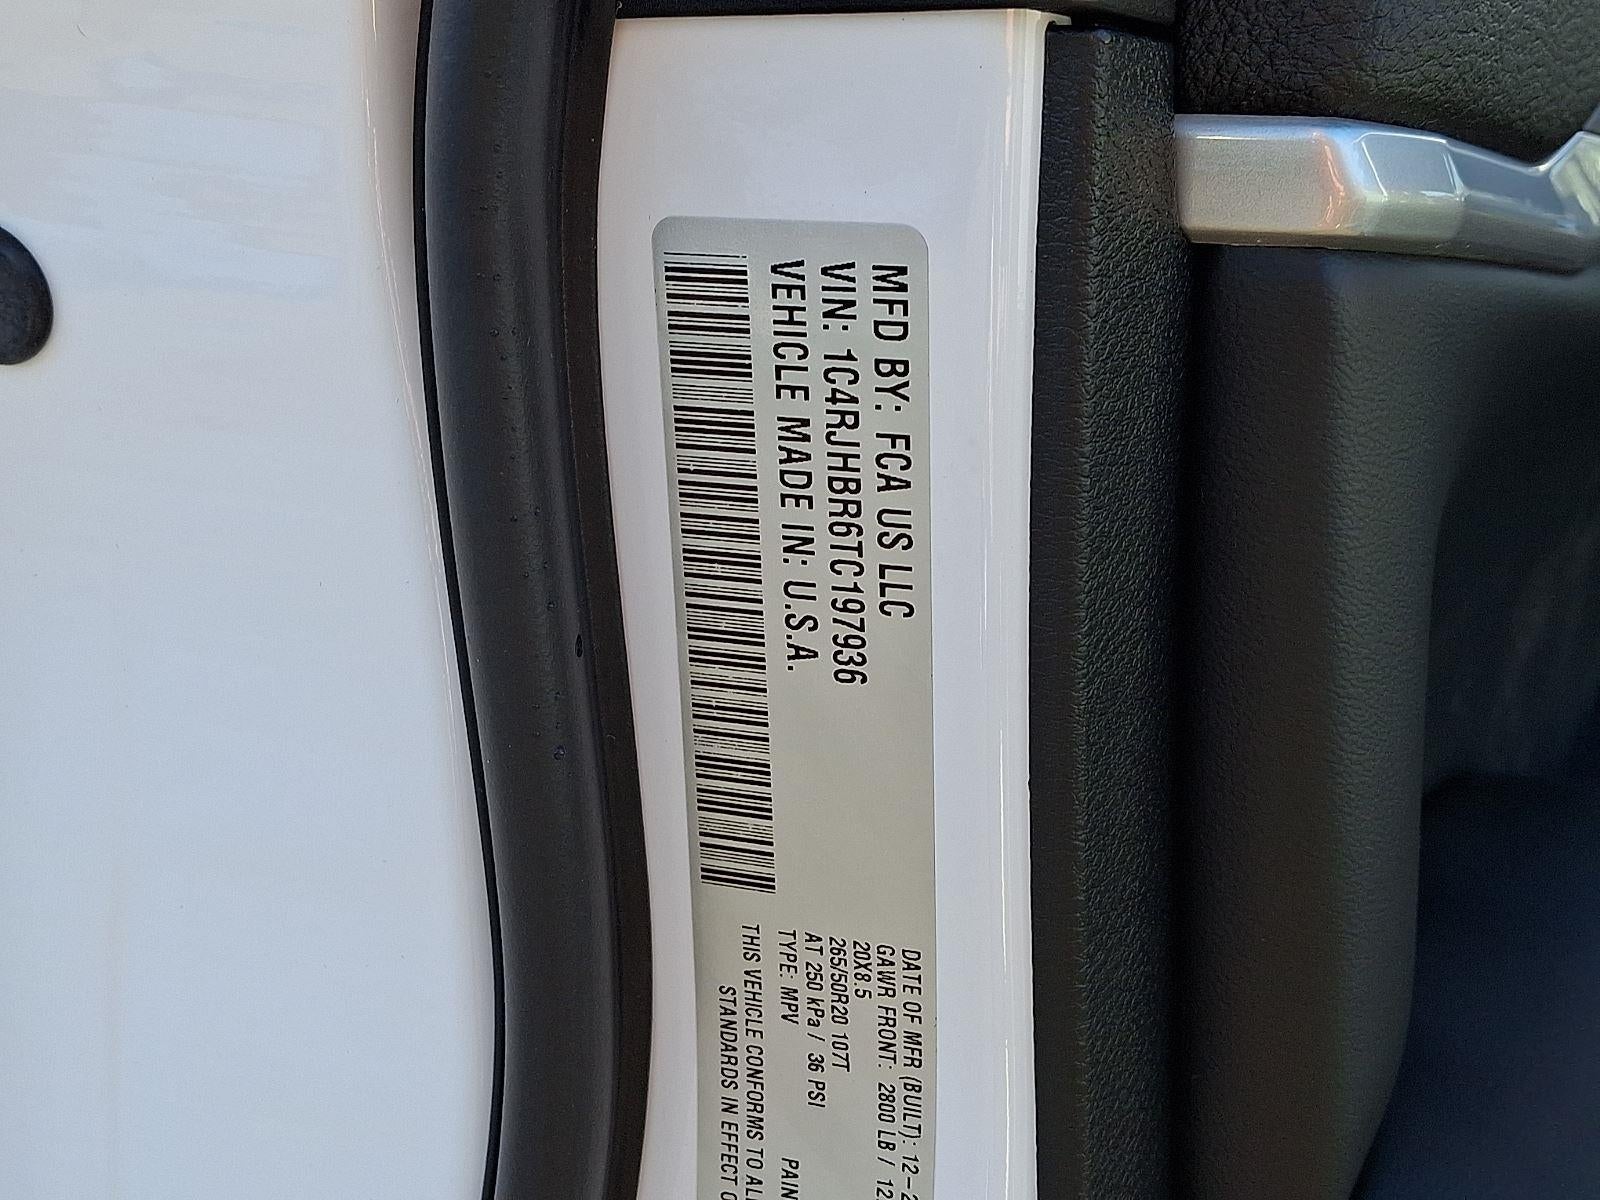 MFD BY: FCA US LLC
VIN: 1C4RJHBR6TC197936
VEHICLE MADE IN: U.S.A.
DATE OF MFR (BUILT): 12-2
GAWR FRONT: 2800 LB / 12
20X8.5
265/50R20 107T
AT 250 kPa / 36 PSI
TYPE: MPV PAIN
THIS VEHICLE CONFORMS TO AL
STANDARDS IN EFFECT O